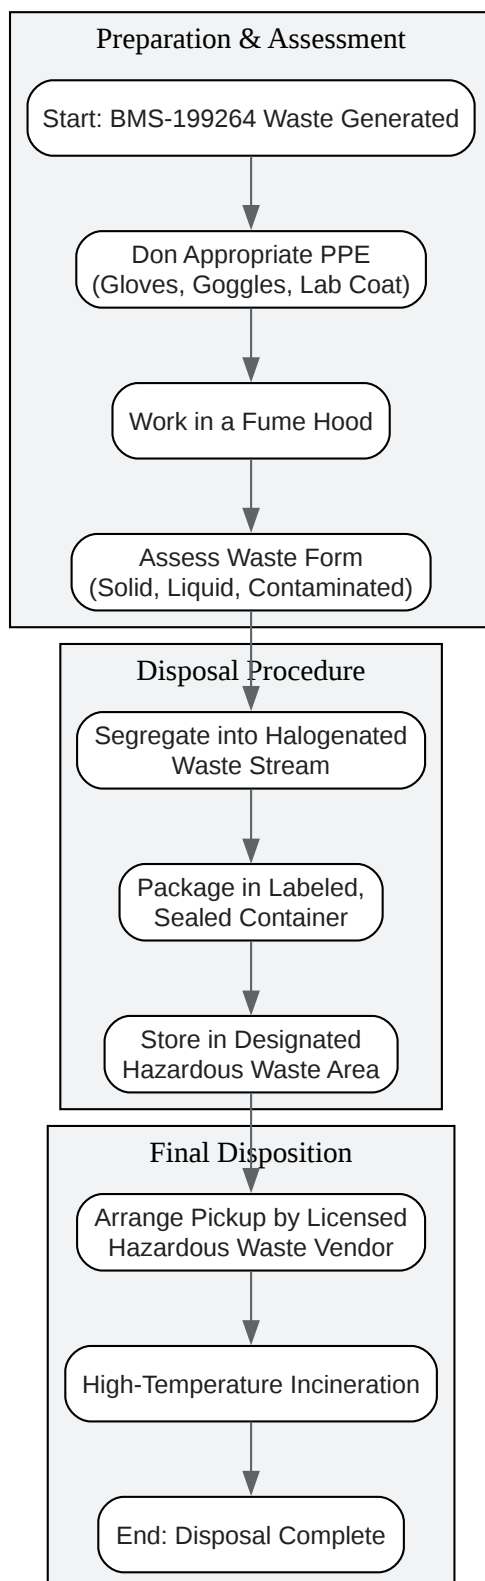 Preparation & Assessment
Start: BMS-199264 Waste Generated
Don Appropriate PPE
(Gloves, Goggles, Lab Coat)
Work in a Fume Hood
Assess Waste Form
(Solid, Liquid, Contaminated)
Disposal Procedure
Segregate into Halogenated
Waste Stream
Package in Labeled,
Sealed Container
Store in Designated
Hazardous Waste Area
Final Disposition
Arrange Pickup by Licensed
Hazardous Waste Vendor
High-Temperature Incineration
End: Disposal Complete